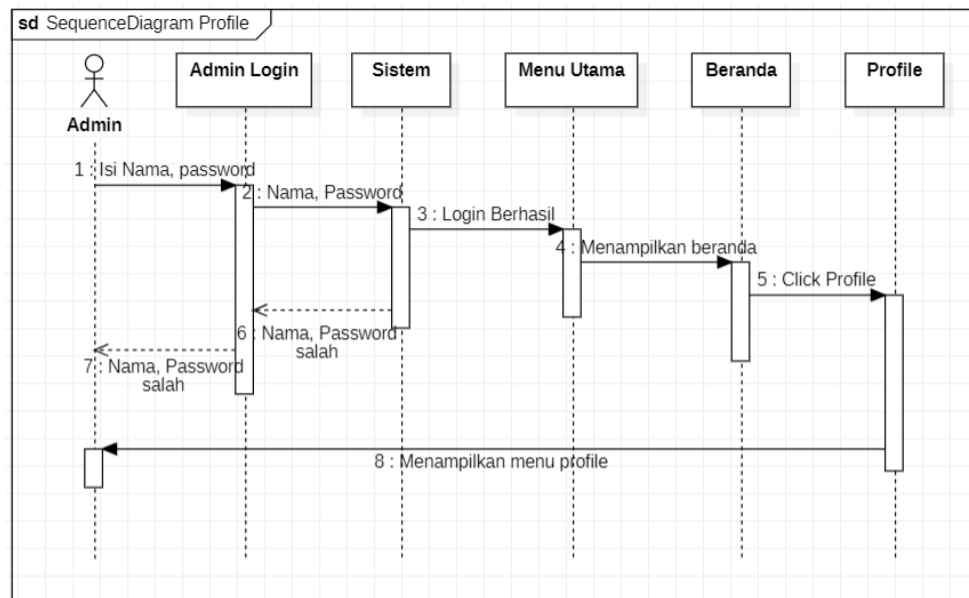 sd SequenceDiagram Profile
Admin Login
Sistem
Menu Utama
Beranda
Profile
Admin
1 : Isi Nama, password
2 : Nama, Password
3 : Login Berhasil
4 : Menampilkan beranda
5 : Click Profile
6 : Nama, Password
salah
7 : Nama, Password
salah
8 : Menampilkan menu profile